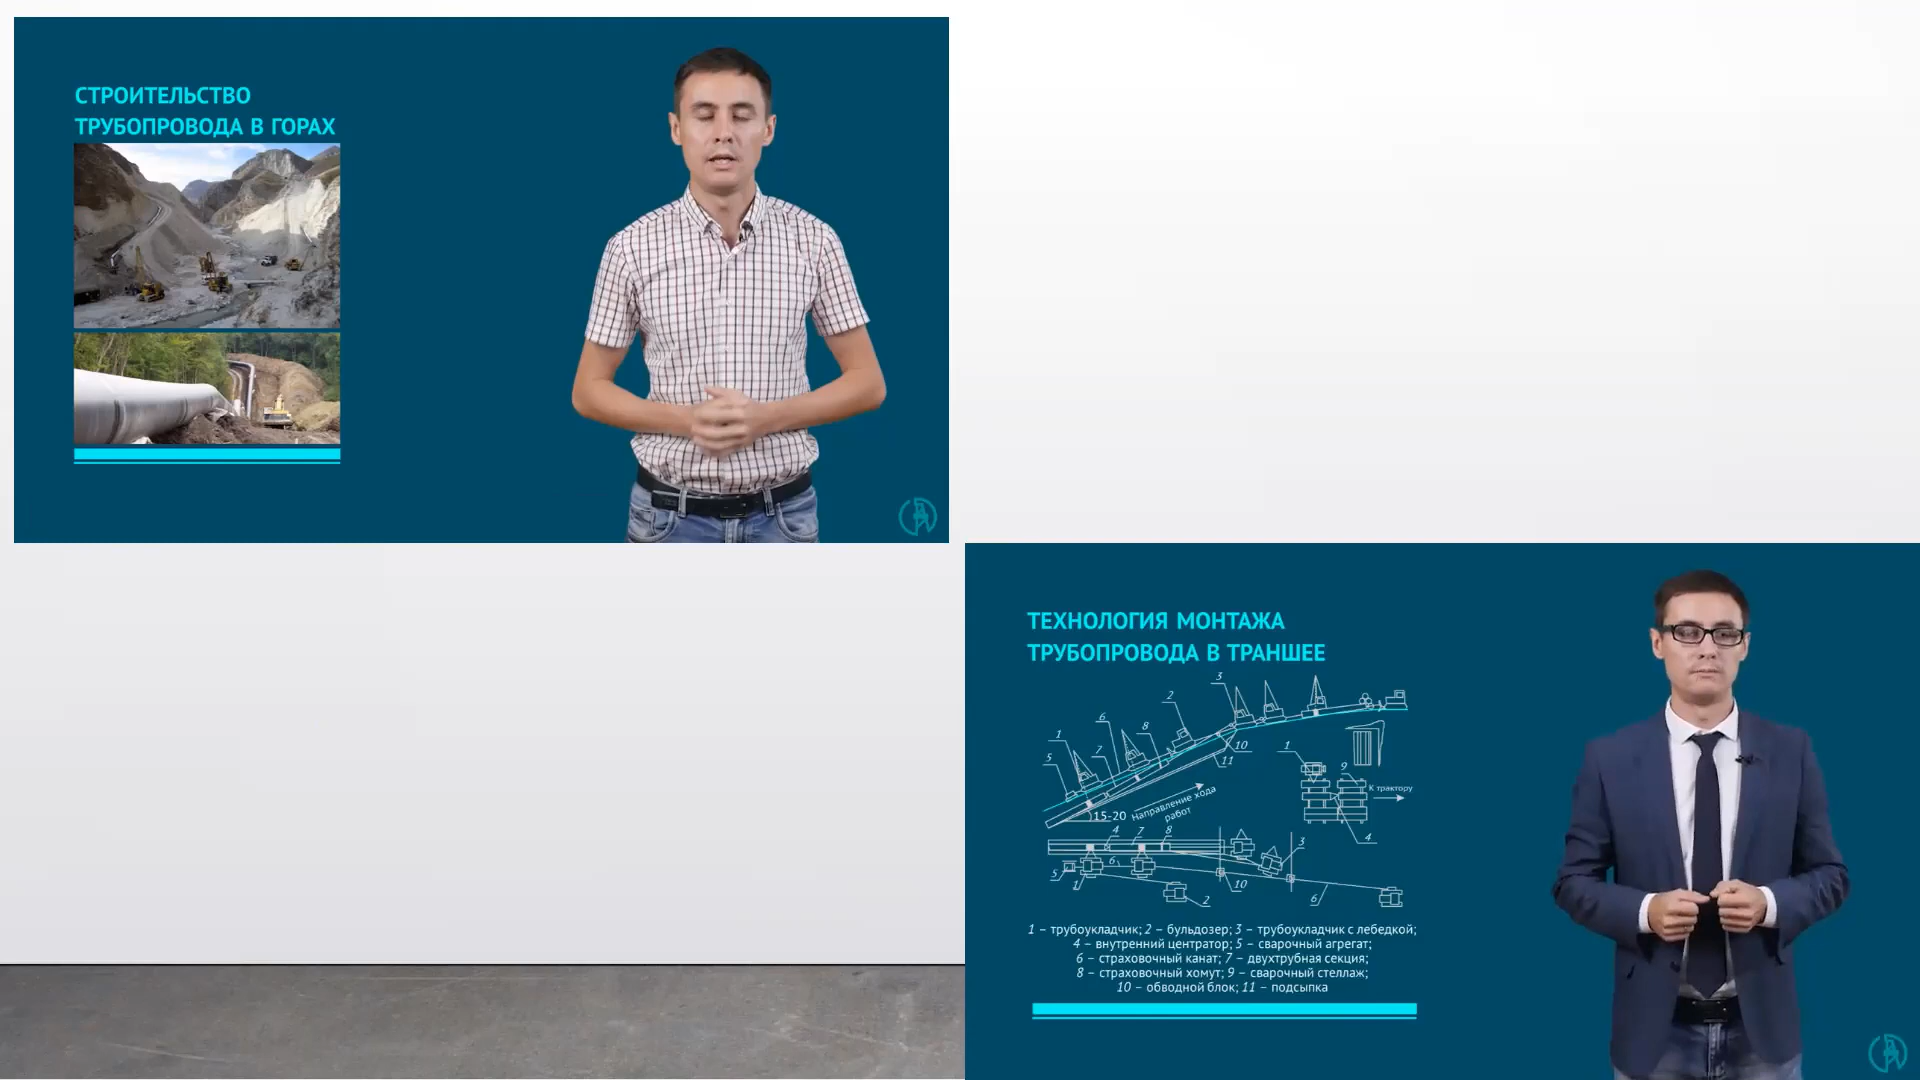 СТРОИТЕЛЬСТВО
ТРУБОПРОВОДА В ГОРАХ
ТЕХНОЛОГИЯ МОНТАЖА
ТРУБОПРОВОДА В ТРАНШЕЕ
3
2
6
8
1
7
5
10
11
1
9
К трактору
15-20
Направление хода
работ
4
4
7
8
3
6
5
1
10
2
6
1 – трубоукладчик; 2 – бульдозер; 3 – трубоукладчик с лебедкой;
4 – внутренний центратор; 5 – сварочный агрегат;
6 – страховочный канат; 7 – двухтрубная секция;
8 – страховочный хомут; 9 – сварочный стеллаж;
10 – обводной блок; 11 – подсыпка